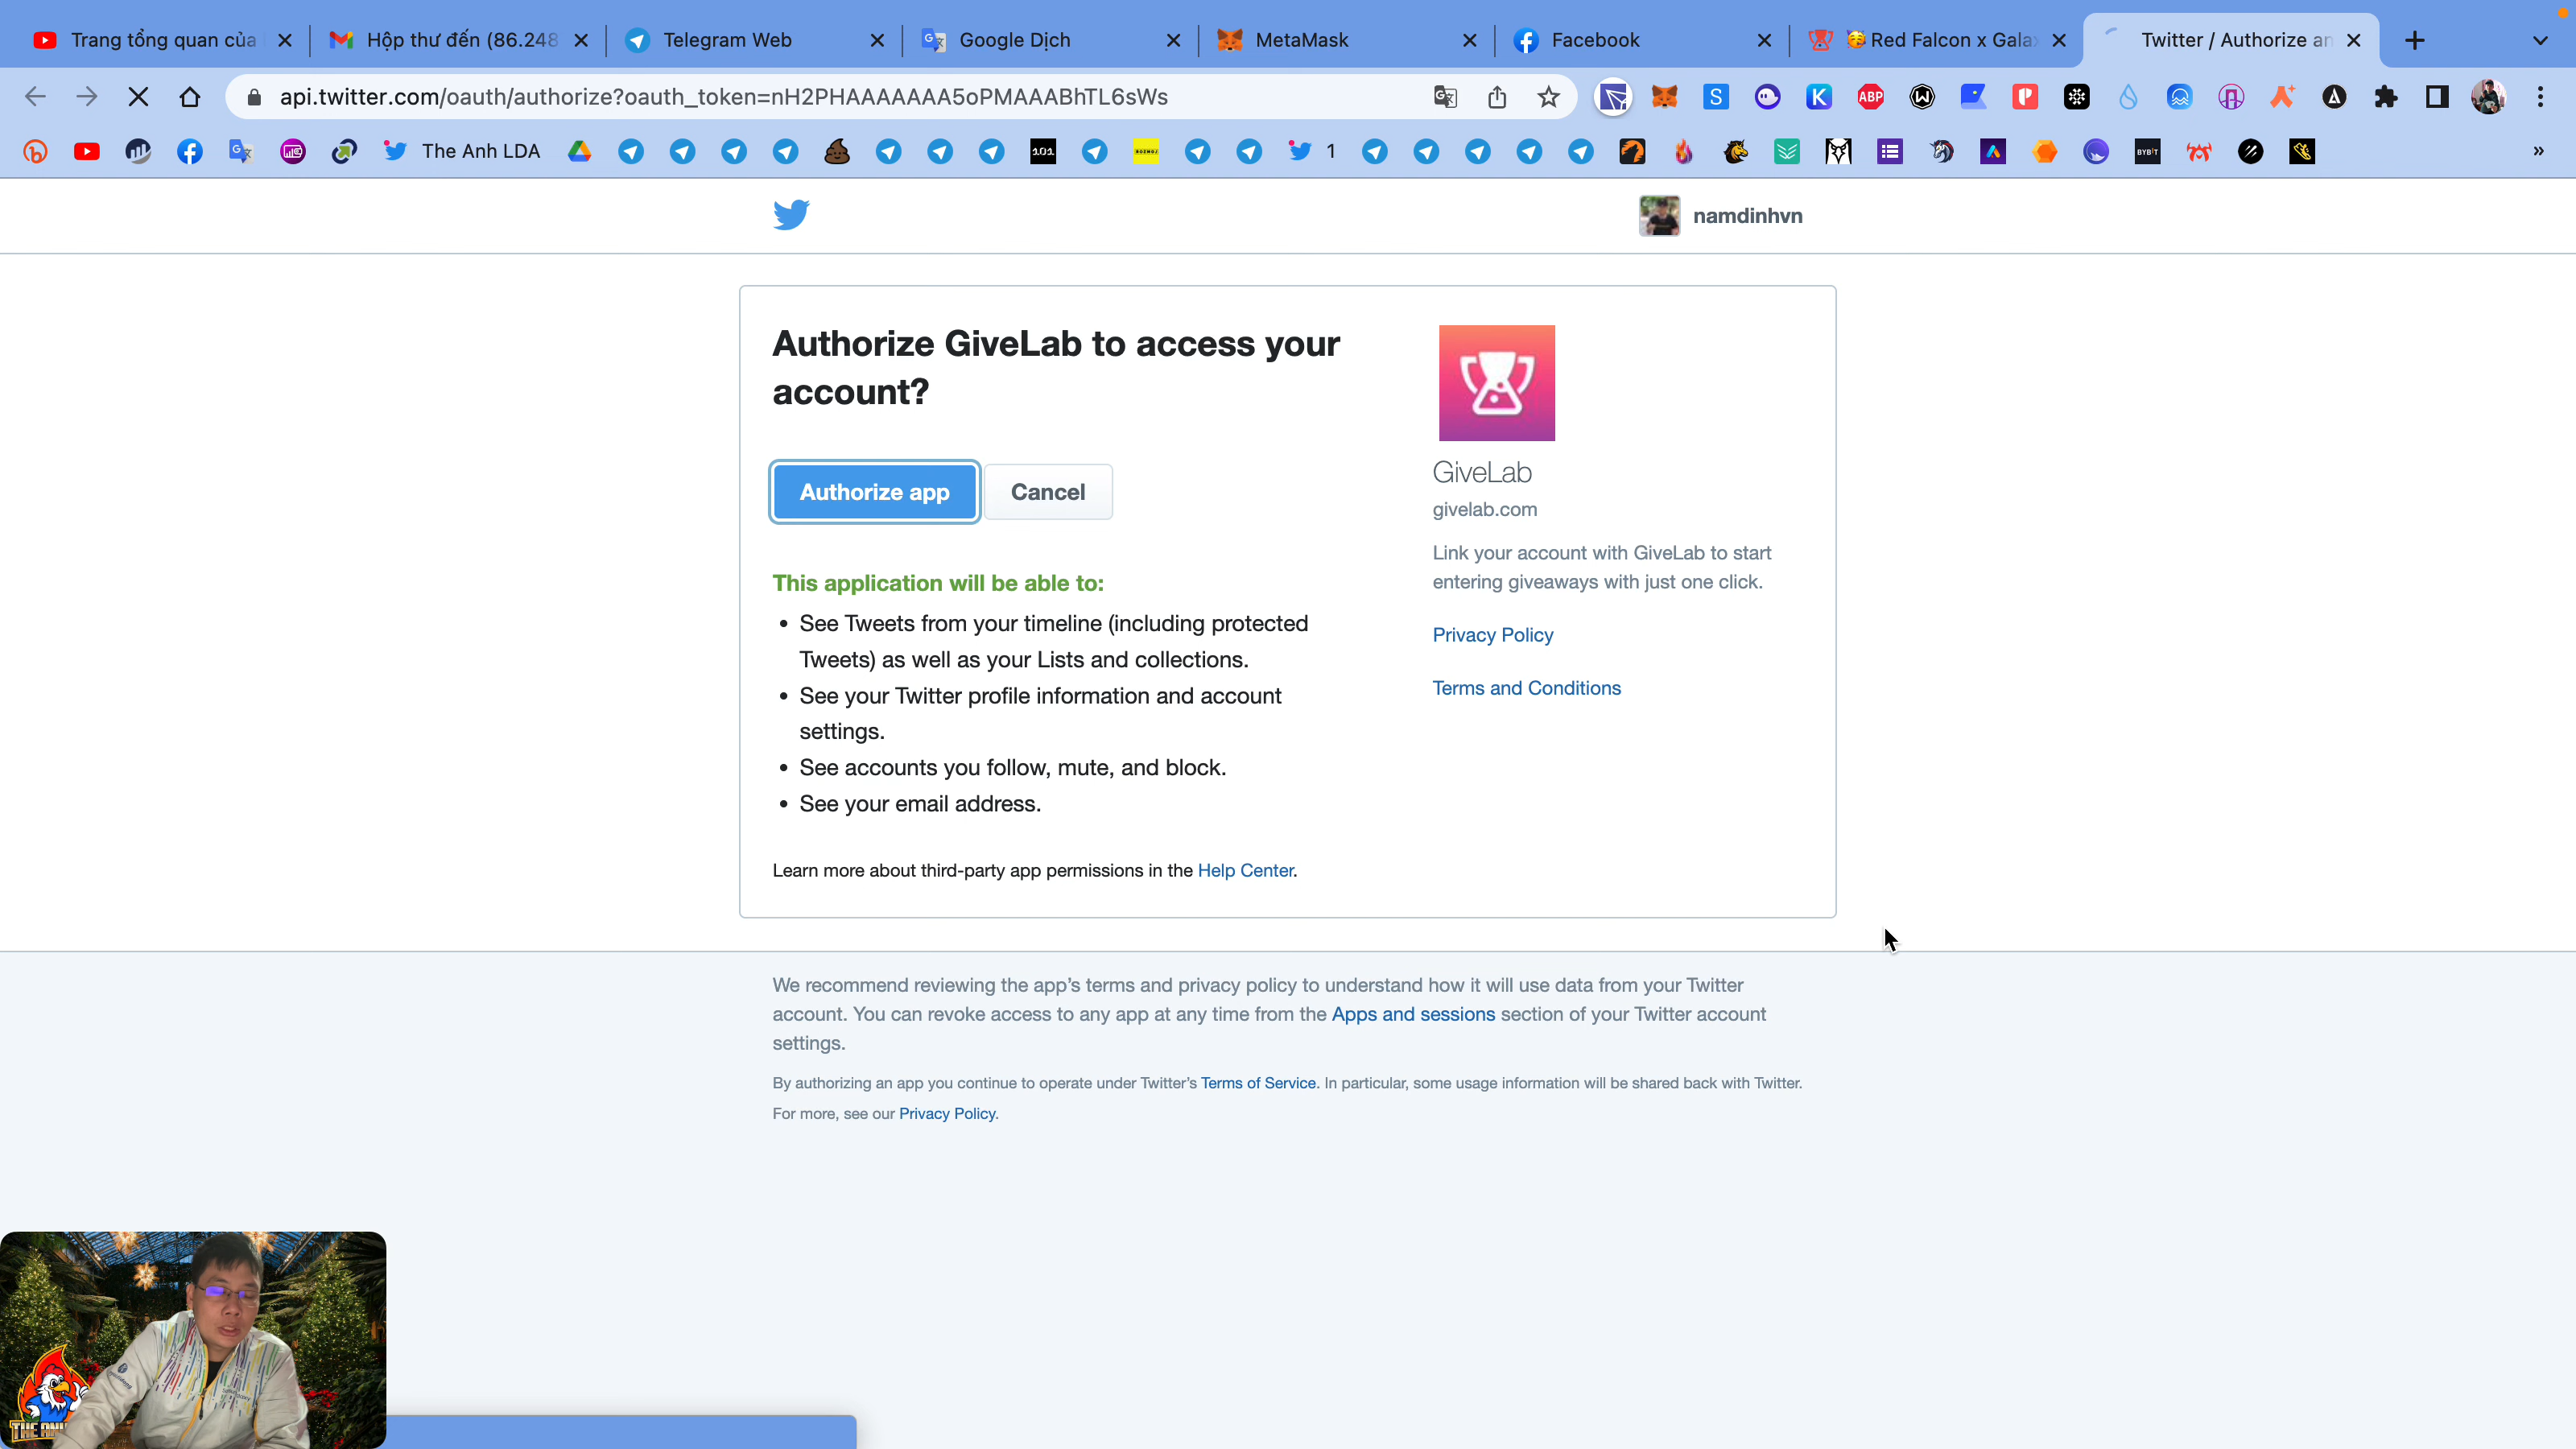 Trang tổng quan của
Hộp thư đến (86.248
Telegram Web
Google Dịch
MetaMask
Facebook
Red Falcon x Gala
Twitter / Authorize an
api.twitter.com/oauth/authorize?oauth_token=nH2PHAAAAAAA5oPMAAABhTL6sWs
The Anh LDA
1
namdinhvn
Authorize GiveLab to access your
account?
Authorize app
Cancel
This application will be able to:
• See Tweets from your timeline (including protected
Tweets) as well as your Lists and collections.
• See your Twitter profile information and account
settings.
• See accounts you follow, mute, and block.
• See your email address.
Learn more about third-party app permissions in the Help Center.
GiveLab
givelab.com
Link your account with GiveLab to start
entering giveaways with just one click.
Privacy Policy
Terms and Conditions
We recommend reviewing the app's terms and privacy policy to understand how it will use data from your Twitter
account. You can revoke access to any app at any time from the Apps and sessions section of your Twitter account
settings.
By authorizing an app you continue to operate under Twitter's Terms of Service. In particular, some usage information will be shared back with Twitter.
For more, see our Privacy Policy.
THE ANH